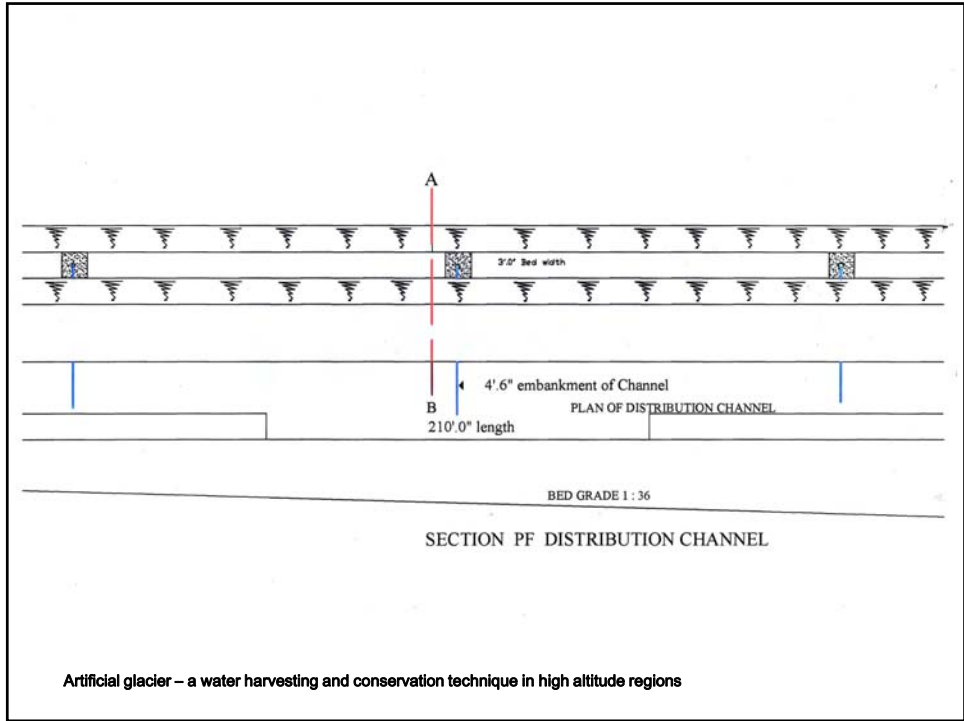 A
3'.0" Bed width
4'.6" embankment of Channel
B
PLAN OF DISTRIBUTION CHANNEL
210'.0" length
BED GRADE 1 : 36
SECTION PF DISTRIBUTION CHANNEL
Artificial glacier – a water harvesting and conservation technique in high altitude regions